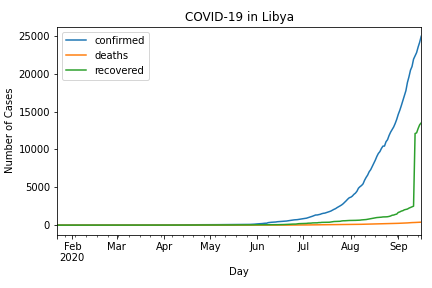 COVID-19 in Libya
confirmed
deaths
recovered
Number of Cases
25000
20000
15000
10000
5000
0
Feb Mar Apr May Jun Jul Aug Sep
2020
Day